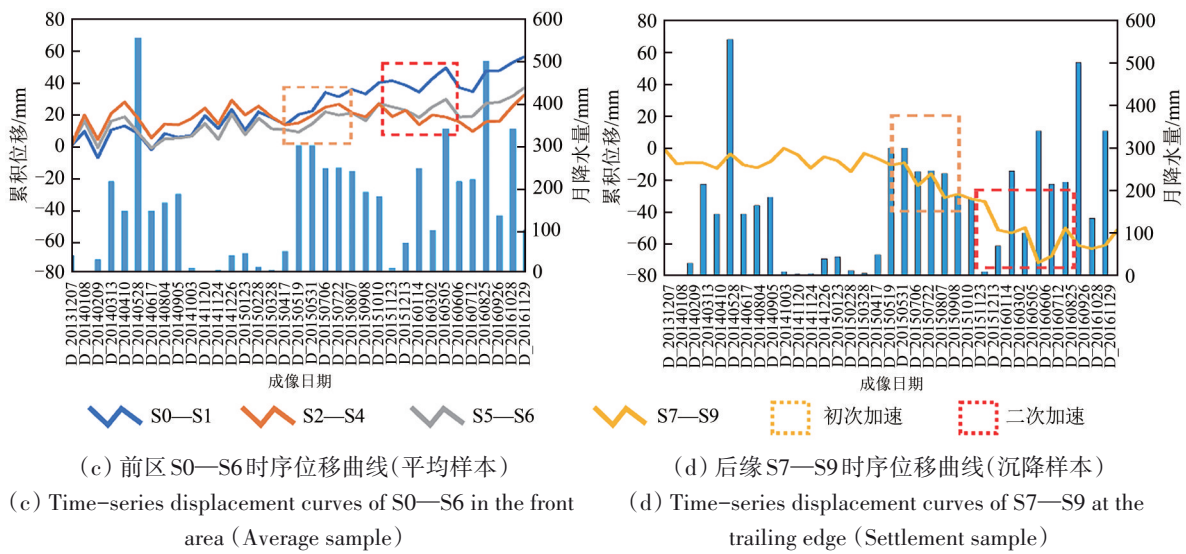 80
60
40
20
0
−20
−40
−60
−80
累积位移/mm
600
500
400
300
200
100
0
月降水量/mm
D_20131207
D_20140108
D_20140209
D_20140313
D_20140410
D_20140528
D_20140617
D_20140804
D_20140905
D_20141003
D_20141120
D_20141124
D_20141226
D_20150123
D_20150228
D_20150328
D_20150417
D_20150519
D_20150531
D_20150706
D_20150722
D_20150807
D_20150908
D_20151019
D_20151123
D_20151213
D_20160114
D_20160302
D_20160505
D_20160606
D_20160712
D_20160825
D_20160926
D_20161028
D_20161129
成像日期
80
60
40
20
0
−20
−40
−60
−80
累积位移/mm
600
500
400
300
200
100
0
月降水量/mm
D_20131207
D_20140108
D_20140209
D_20140313
D_20140410
D_20140528
D_20140617
D_20140804
D_20140905
D_20141003
D_20141120
D_20141124
D_20141226
D_20150123
D_20150228
D_20150328
D_20150417
D_20150519
D_20150531
D_20150706
D_20150722
D_20150807
D_20150908
D_20151010
D_20151123
D_20151213
D_20160114
D_20160302
D_20160505
D_20160606
D_20160712
D_20160825
D_20160926
D_20161028
D_20161129
成像日期
S0—S1 S2—S4 S5—S6 S7—S9 初次加速 二次加速
(c) 前区S0—S6时序位移曲线(平均样本)
(c) Time-series displacement curves of S0—S6 in the front
area (Average sample)
(d) 后缘S7—S9时序位移曲线(沉降样本)
(d) Time-series displacement curves of S7—S9 at the
trailing edge (Settlement sample)